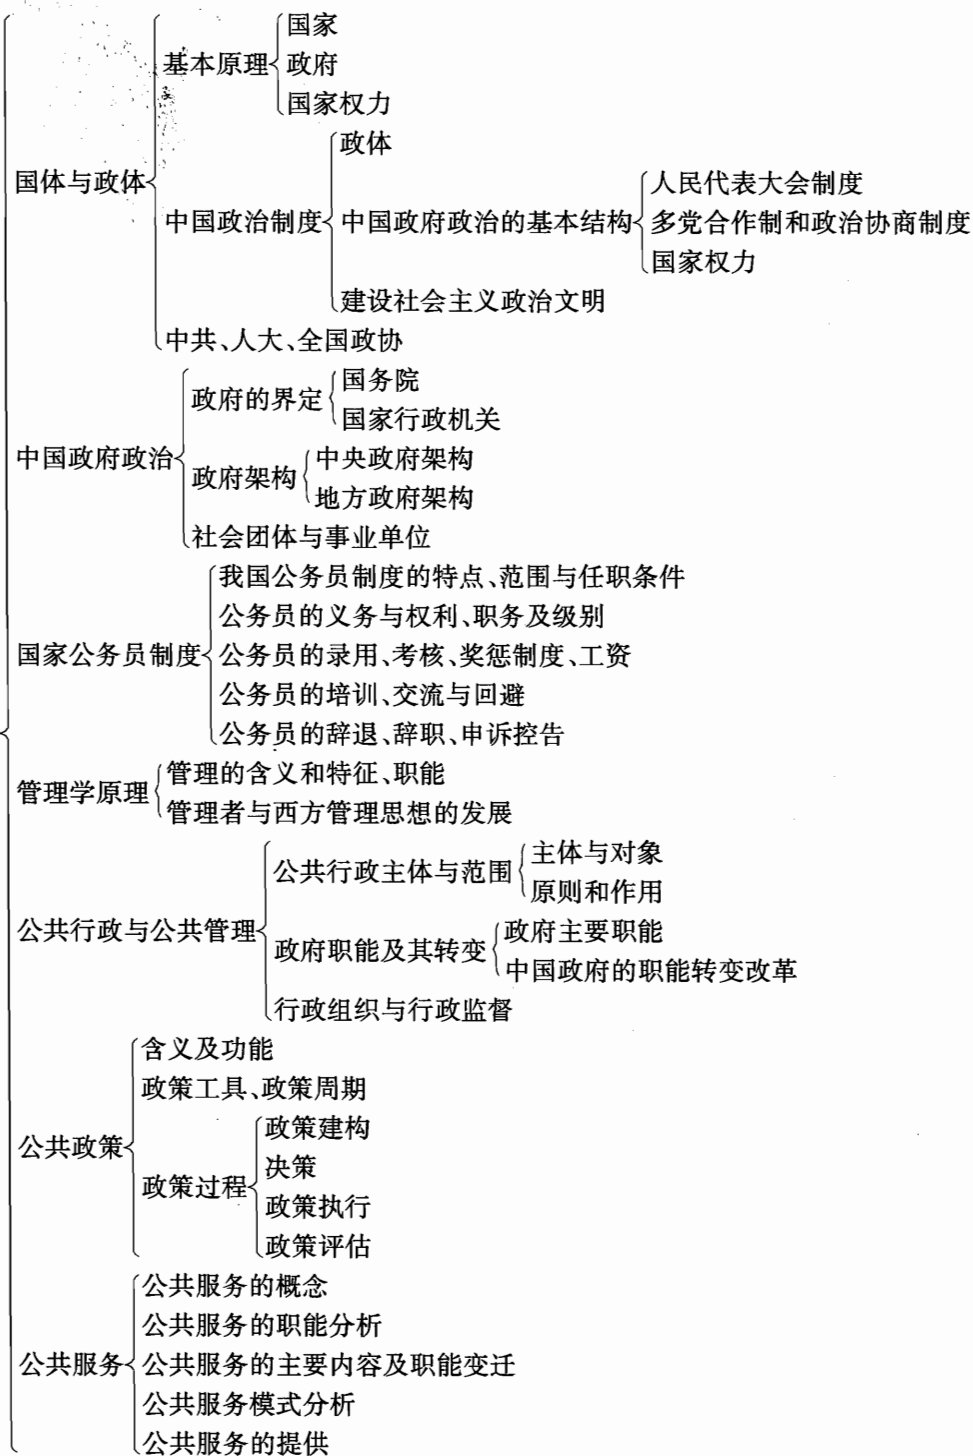 国体与政体
基本原理
国家
政府
国家权力
中国政治制度
政体
中国政府政治的基本结构
人民代表大会制度
多党合作制和政治协商制度
国家权力
建设社会主义政治文明
中共、人大、全国政协
中国政府政治
政府的界定
国务院
国家行政机关
政府架构
中央政府架构
地方政府架构
社会团体与事业单位
国家公务员制度
我国公务员制度的特点、范围与任职条件
公务员的义务与权利、职务及级别
公务员的录用、考核、奖惩制度、工资
公务员的培训、交流与回避
公务员的辞退、辞职、申诉控告
管理学原理
管理的含义和特征、职能
管理者与西方管理思想的发展
公共行政与公共管理
公共行政主体与范围
主体与对象
原则和作用
政府职能及其转变
政府主要职能
中国政府的职能转变改革
行政组织与行政监督
公共政策
含义及功能
政策工具、政策周期
政策过程
政策建构
决策
政策执行
政策评估
公共服务
公共服务的概念
公共服务的职能分析
公共服务的主要内容及职能变迁
公共服务模式分析
公共服务的提供